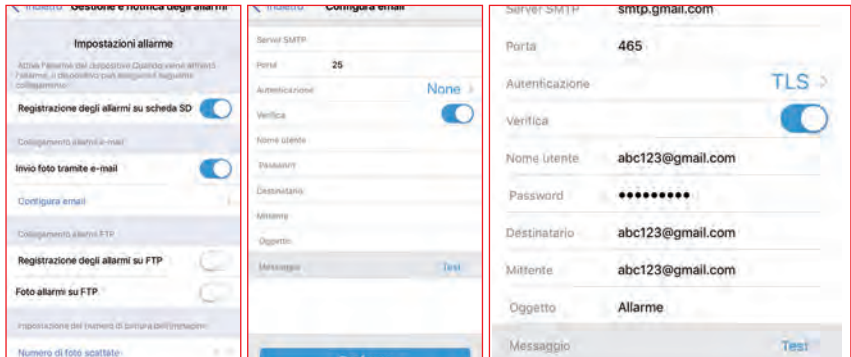 Indietro Gestione e notifica degli allarmi
Impostazioni allarme
Registrazione degli allarmi su scheda SD
Collegamento allarmi e-mail
Invio foto tramite e-mail
Configura email
Collegamento allarmi FTP
Registrazione degli allarmi su FTP
Foto allarmi su FTP
Numero di foto scattate
Indietro Configura email
Server SMTP
Porta 25
Autenticazione None
Verifica
Nome utente
Password
Destinatario
Mittente
Oggetto
Messaggio Test
Server SMTP smtp.gmail.com
Porta 465
Autenticazione TLS
Verifica
Nome utente abc123@gmail.com
Password •••••••••
Destinatario abc123@gmail.com
Mittente abc123@gmail.com
Oggetto Allarme
Messaggio Test